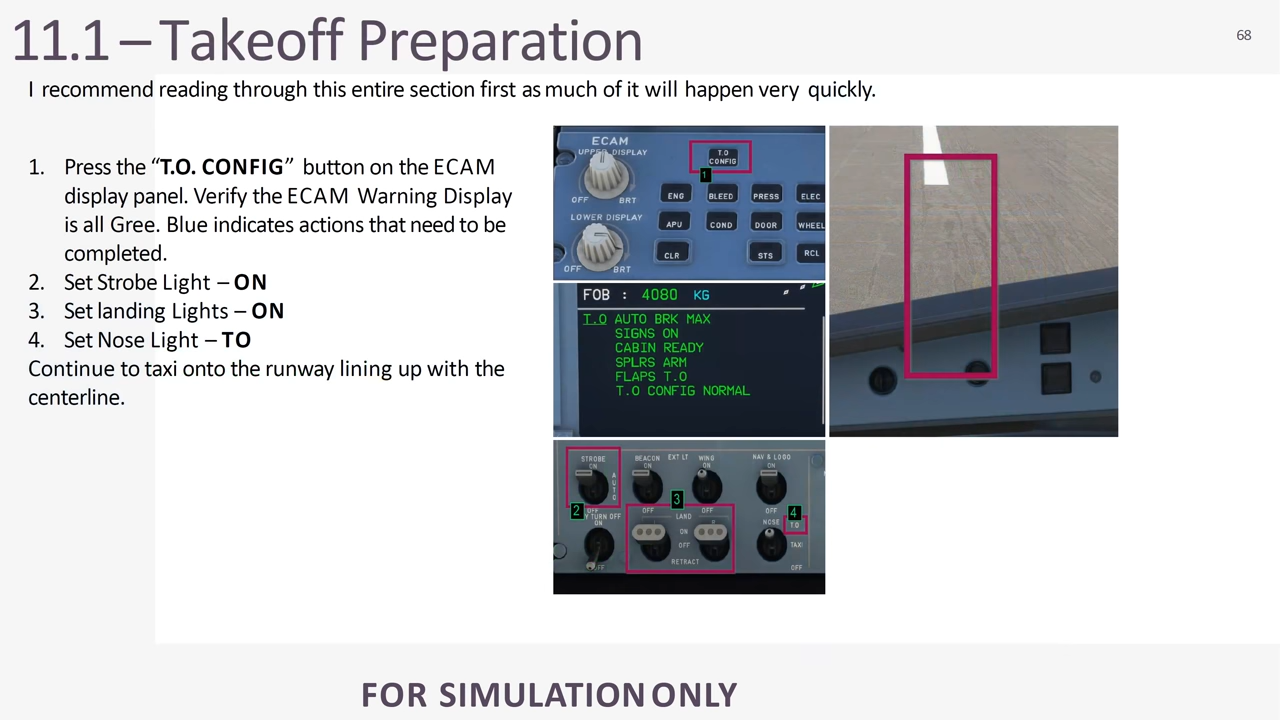 11.1 – Takeoff Preparation
68
I recommend reading through this entire section first as much of it will happen very quickly.
1. Press the “T.O. CONFIG” button on the ECAM
display panel. Verify the ECAM Warning Display
is all Gree. Blue indicates actions that need to be
completed.
2. Set Strobe Light – ON
3. Set landing Lights – ON
4. Set Nose Light – TO
Continue to taxi onto the runway lining up with the
centerline.
ECAM
UPPER DISPLAY
T.O
CONFIG
1
OFF BRT
ENG BLEED PRESS ELEC
LOWER DISPLAY
APU COND DOOR WHEEL
CLR STS RCL
OFF BRT
FOB : 4080 KG
T.O AUTO BRK MAX
SIGNS ON
CABIN READY
SPLRS ARM
FLAPS T.O
T.O CONFIG NORMAL
STROBE BEACON EXT LT WING NAV & LOGO
ON ON ON ON
AUTO
2 3 4
OFF OFF OFF OFF
Y TURN OFF LAND NOSE T.O
ON ON
OFF TAXI
RETRACT
OFF OFF
FOR SIMULATION ONLY